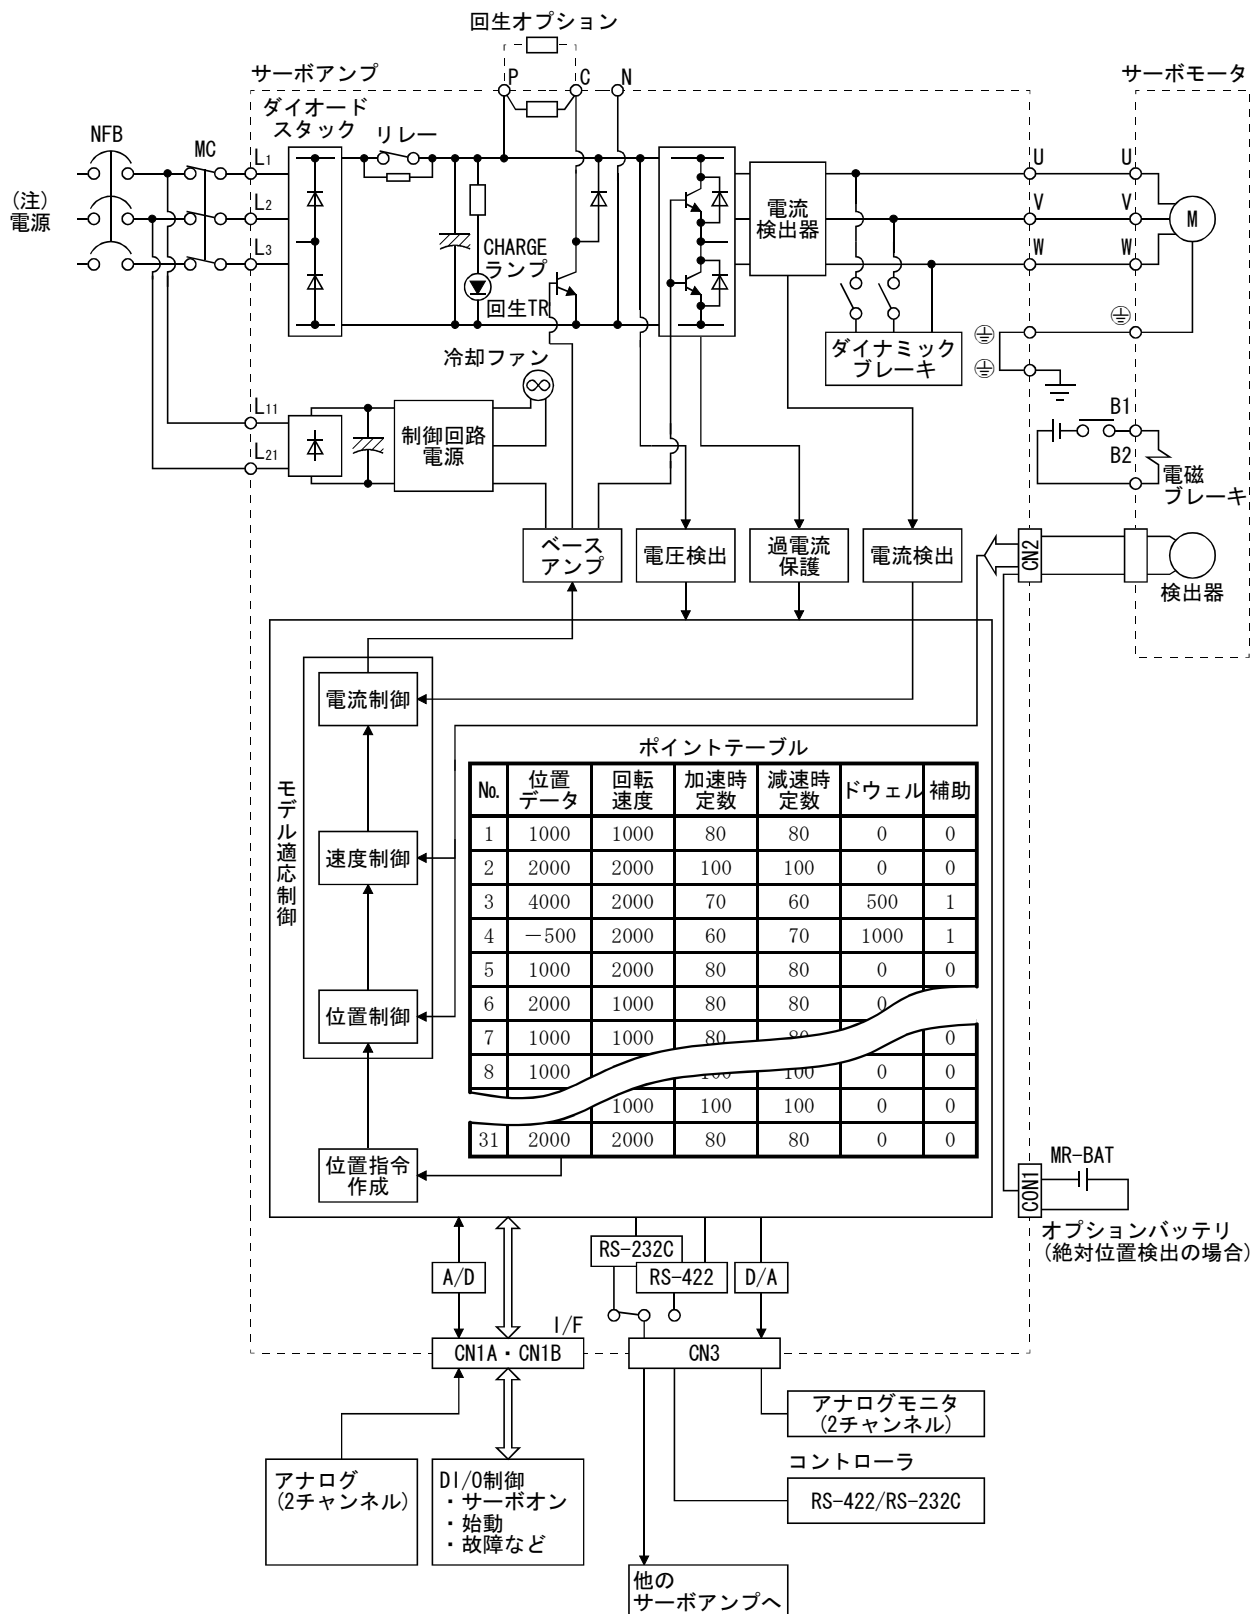 回生オプション
サーボアンプ
P
C
N
サーボモータ
ダイオード
スタック
リレー
NFB
MC
L1
U
U
(注)
電源
L2
電流
検出器
V
V
M
L3
CHARGE
ランプ
W
W
回生TR
ダイナミック
ブレーキ
冷却ファン
L11
制御回路
電源
B1
L21
B2
電磁
ブレーキ
ベース
アンプ
電圧検出
過電流
保護
電流検出
CN2
検出器
モデル適応制御
電流制御
速度制御
位置制御
位置指令
作成
ポイントテーブル
No. 位置データ 回転速度 加速時定数 減速時定数 ドウェル 補助
1 1000 1000 80 80 0 0
2 2000 2000 100 100 0 0
3 4000 2000 70 60 500 1
4 −500 2000 60 70 1000 1
5 1000 2000 80 80 0 0
6 2000 1000 80 80 0
7 1000 1000 80 80 0
8 1000 100 100 0 0
1000 100 100 0 0
31 2000 2000 80 80 0 0
MR-BAT
CON1
オプションバッテリ
(絶対位置検出の場合)
RS-232C
A/D
RS-422
D/A
I/F
CN1A・CN1B
CN3
アナログモニタ
(2チャンネル)
コントローラ
RS-422/RS-232C
アナログ
(2チャンネル)
DI/O制御
・サーボオン
・始動
・故障など
他の
サーボアンプへ